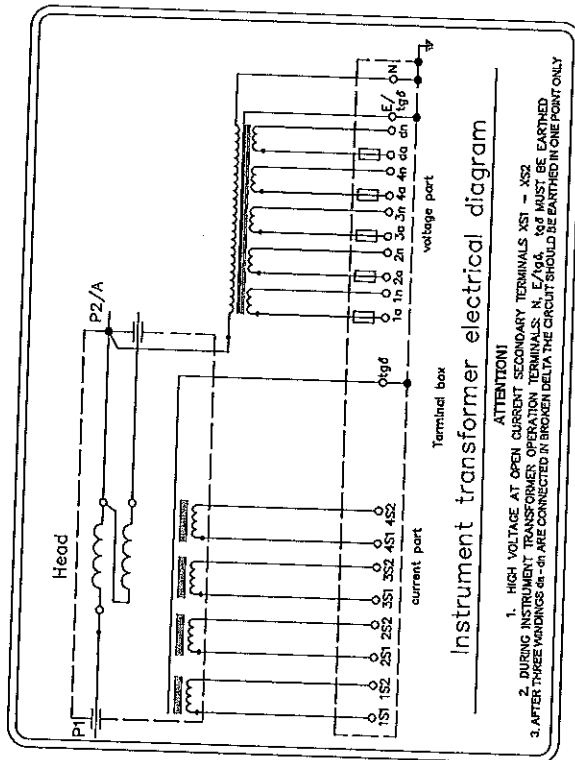 Head
P1
P2/A
1S1 1S2 2S1 2S2 3S1 3S2 4S1 4S2
tgδ
1a 1n 2a 2n 3a 3n 4a 4n da dn E/tgδ N
current part
Terminal box
voltage part
Instrument transformer electrical diagram
ATTENTION!
1. HIGH VOLTAGE AT OPEN CURRENT SECONDARY TERMINALS XS1 - XS2
2. DURING INSTRUMENT TRANSFORMER OPERATION TERMINALS: N, E/tgδ, tgδ MUST BE EARTHED
3. AFTER THREE WINDINGS da-dn ARE CONNECTED IN BROKEN DELTA THE CIRCUIT SHOULD BE EARTHED IN ONE POINT ONLY